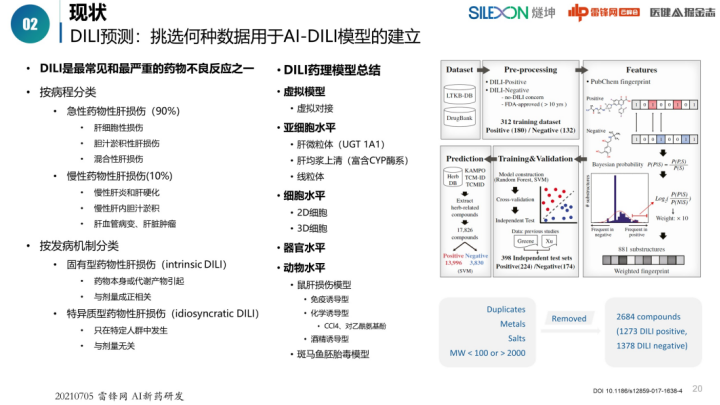 02
现状
DILI预测：挑选何种数据用于AI-DILI模型的建立
SILEXON 燧坤
雷锋网
医健AI掘金志
• DILI是最常见和最严重的药物不良反应之一
• 按病程分类
• 急性药物性肝损伤（90%）
• 肝细胞性损伤
• 胆汁淤积性肝损伤
• 混合性肝损伤
• 慢性药物性肝损伤(10%)
• 慢性肝炎和肝硬化
• 慢性肝内胆汁淤积
• 肝血管病变、肝脏肿瘤
• 按发病机制分类
• 固有型药物性肝损伤（intrinsic DILI）
• 药物本身或代谢产物引起
• 与剂量成正相关
• 特异质型药物性肝损伤（idiosyncratic DILI）
• 只在特定人群中发生
• 与剂量无关
• DILI药理模型总结
• 虚拟模型
• 虚拟对接
• 亚细胞水平
• 肝微粒体（UGT 1A1）
• 肝匀浆上清（富含CYP酶系）
• 线粒体
• 细胞水平
• 2D细胞
• 3D细胞
• 器官水平
• 动物水平
• 鼠肝损伤模型
• 免疫诱导型
• 化学诱导型
• CCl4、对乙酰氨基酚
• 酒精诱导型
• 斑马鱼胚胎毒模型
Dataset
LTKB-DB
DrugBank
Pre-processing
• DILI-Positive
• DILI-Negative
- no-DILI concern
- FDA-approved ( > 10 yrs.)
312 training dataset
Positive (180) / Negative (132)
Features
• PubChem fingerprint
Positive
1 0 1 0 0 1 0 1
Negative
Bayesian probability P(P|S) = P(P,S) / P(S)
# substructures
Frequent in negative
Frequent in positive
Log2( P(P|S) / P(N|S) )
Weight: × 10
881 substructures
Weighted fingerprint
Prediction
Herb DB
KAMPO
TCM-ID
TCMID
Extract
herb-related
compounds
17,826
compounds
Positive Negative
13,996 3,830
(SVM)
Training&Validation
Model construction
(Random Forest, SVM)
Cross-validation
Independent Test
Data: previous studies
Greene
Xu
398 Independent test sets
Positive(224) /Negative(174)
Duplicates
Metals
Salts
MW < 100 or > 2000
Removed
2684 compounds
(1273 DILI positive,
1378 DILI negative)
20210705 雷锋网 AI新药研发
DOI 10.1186/s12859-017-1638-4
20